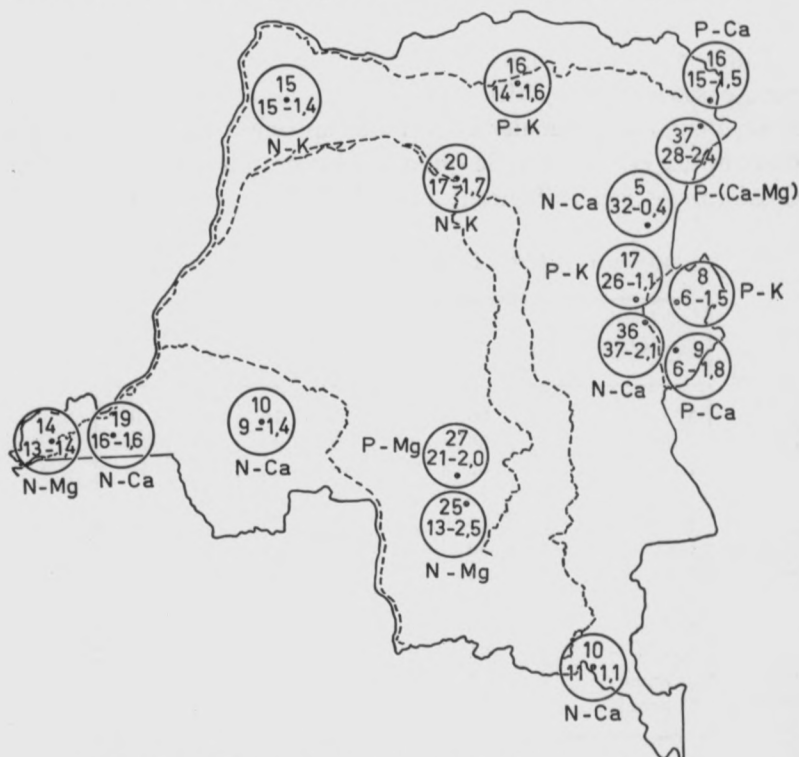 P-Ca
16
15-1,5
16
14-1,6
P-K
15
15-1,4
N-K
37
28-2,4
P-(Ca-Mg)
20
17-1,7
N-K
5
32-0,4
N-Ca
17
26-1,1
P-K
8
6-1,5
P-K
36
37-2,1
N-Ca
9
6-1,8
P-Ca
14
13-1,4
N-Mg
19
16-1,6
N-Ca
10
9-1,4
N-Ca
P-Mg
27
21-2,0
25
13-2,5
N-Mg
10
11-1,1
N-Ca